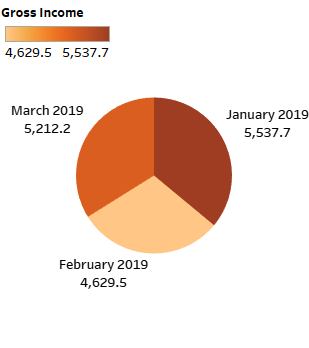 Gross Income
4,629.5 5,537.7
March 2019
5,212.2
January 2019
5,537.7
February 2019
4,629.5